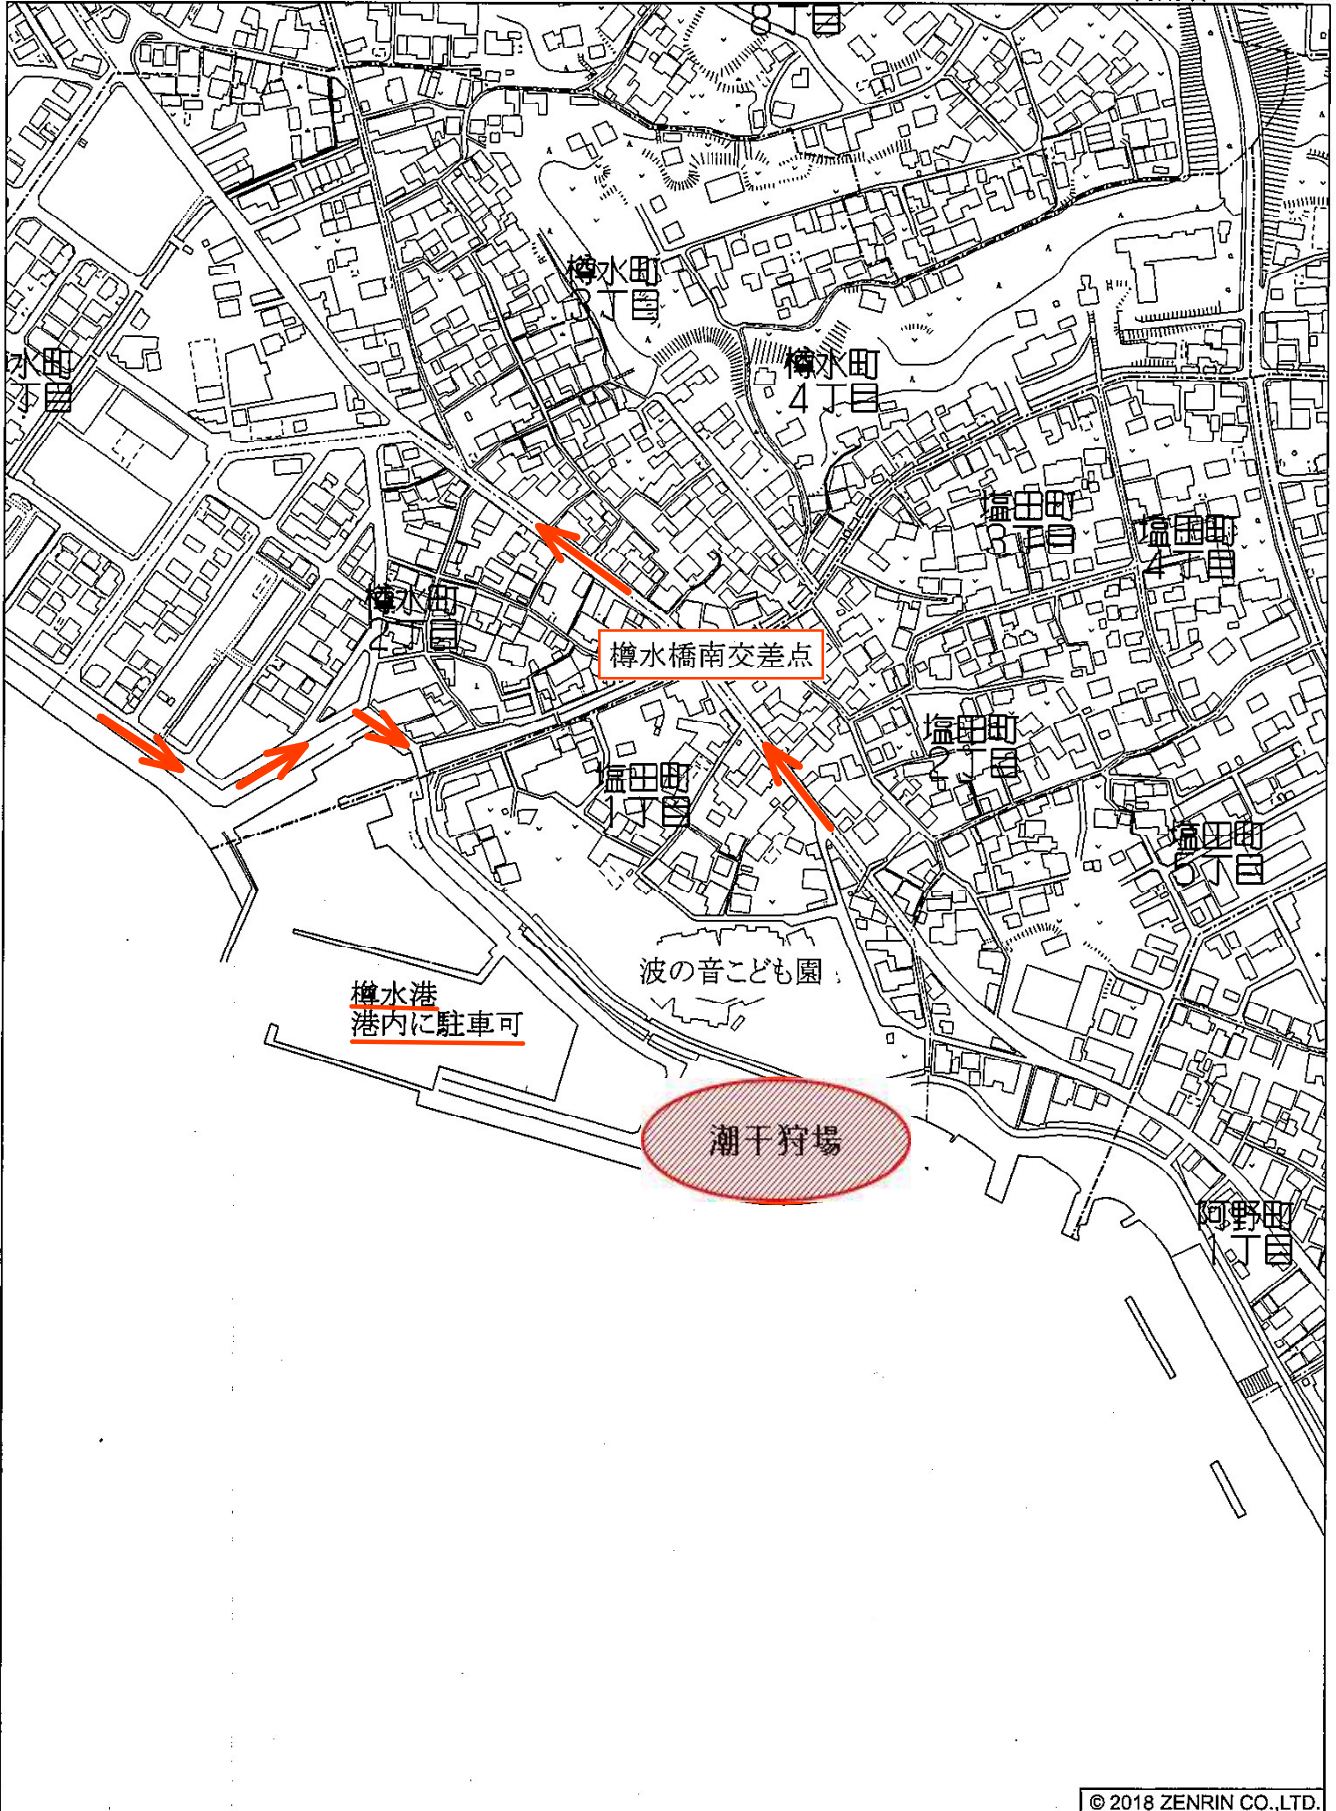 8丁目
樽水町
3丁目
水町
丁目
樽水町
4丁目
塩田町
3丁目
塩田町
4丁目
樽水町
2丁目
樽水橋南交差点
塩田町
2丁目
塩田町
1丁目
塩田町
5丁目
波の音こども園
樽水港
港内に駐車可
潮干狩場
阿野町
1丁目
© 2018 ZENRIN CO.,LTD.